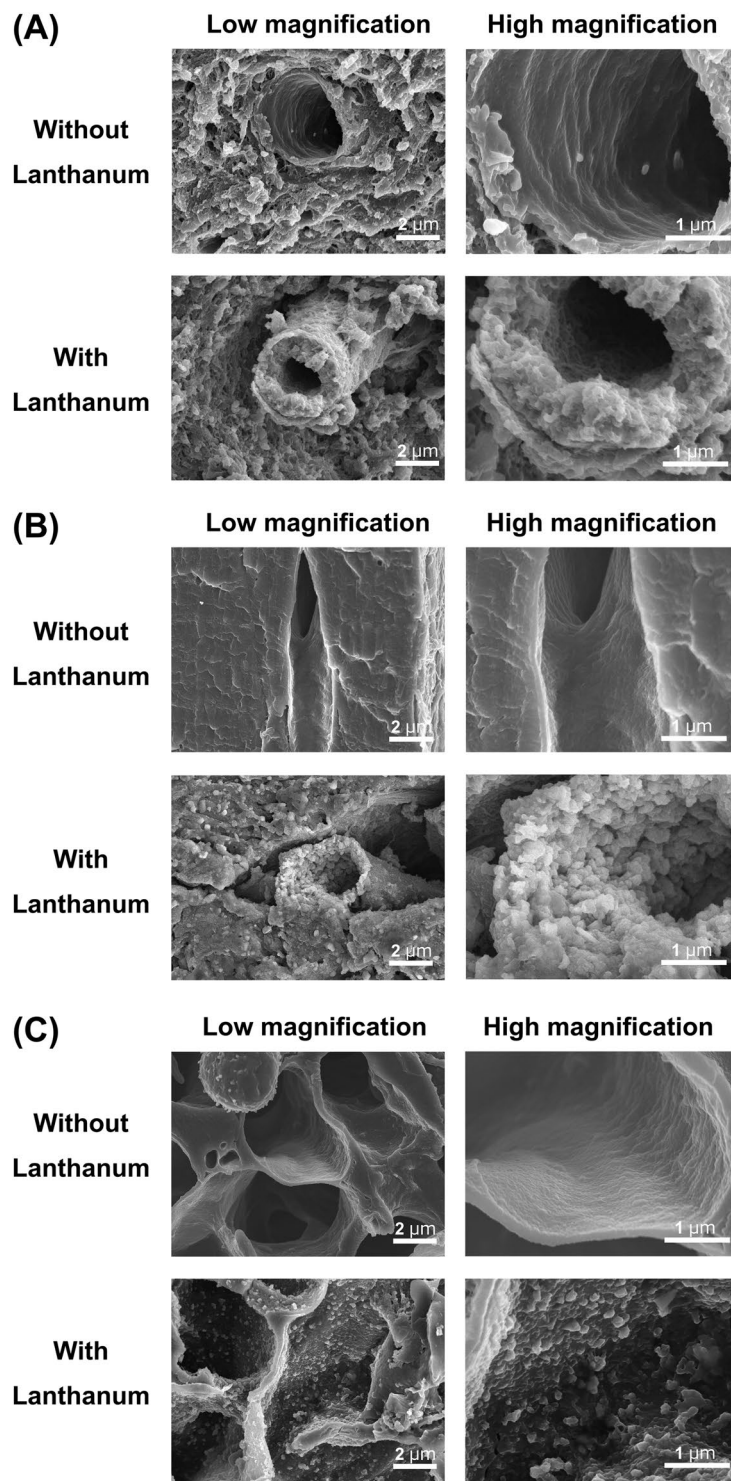 (A)
Low magnification High magnification
Without
Lanthanum
2 µm 1 µm
With
Lanthanum
2 µm 1 µm
(B)
Low magnification High magnification
Without
Lanthanum
2 µm 1 µm
With
Lanthanum
2 µm 1 µm
(C)
Low magnification High magnification
Without
Lanthanum
2 µm 1 µm
With
Lanthanum
2 µm 1 µm